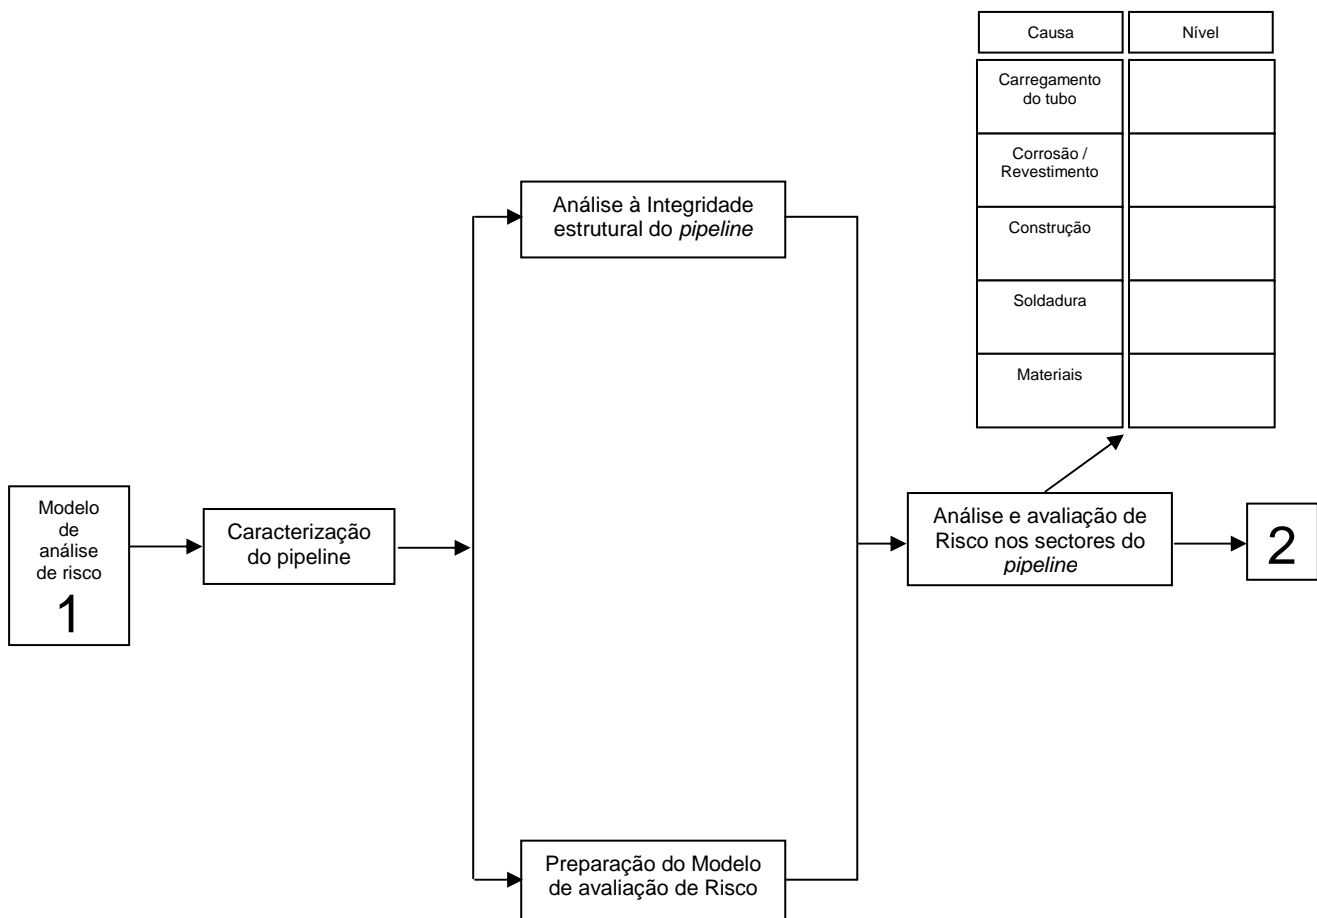 Causa
Nível
Carregamento
do tubo
Corrosão /
Revestimento
Construção
Soldadura
Materiais
Análise à Integridade
estrutural do pipeline
Modelo
de
análise
de risco
1
Caracterização
do pipeline
Análise e avaliação de
Risco nos sectores do
pipeline
2
Preparação do Modelo
de avaliação de Risco